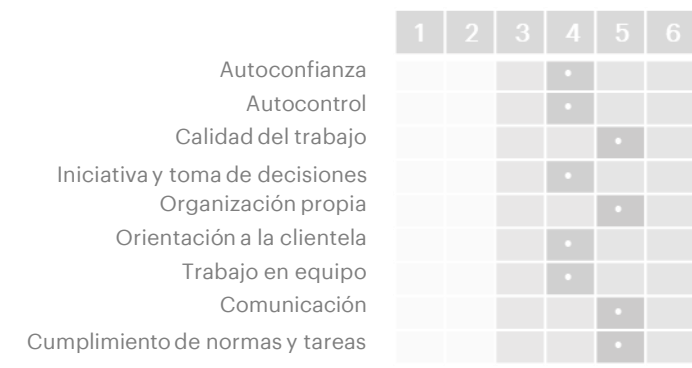 1 2 3 4 5 6
Autoconfianza
Autocontrol
Calidad del trabajo
Iniciativa y toma de decisiones
Organización propia
Orientación a la clientela
Trabajo en equipo
Comunicación
Cumplimiento de normas y tareas